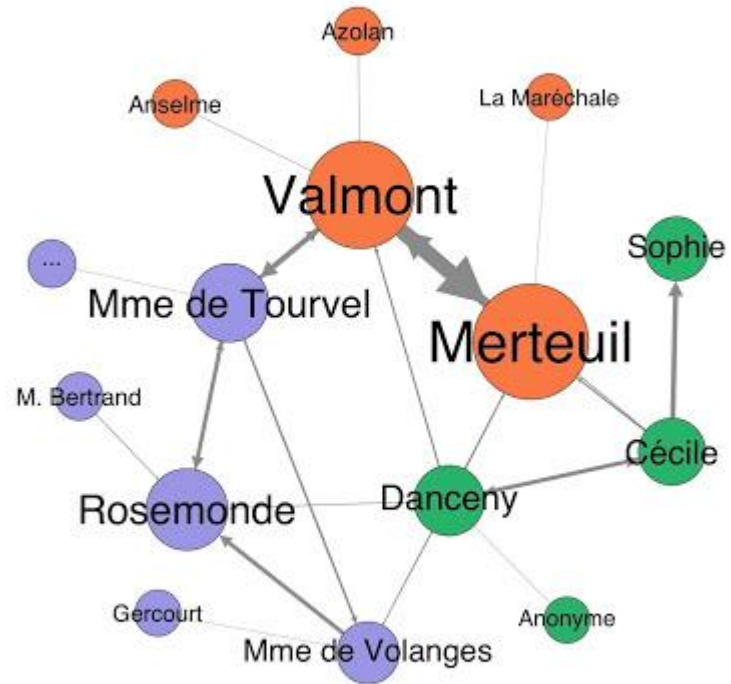 Azolan
Anselme
La Maréchale
Valmont
Sophie
...
Mme de Tourvel
Merteuil
M. Bertrand
Cécile
Rosemonde
Danceny
Gercourt
Anonyme
Mme de Volanges